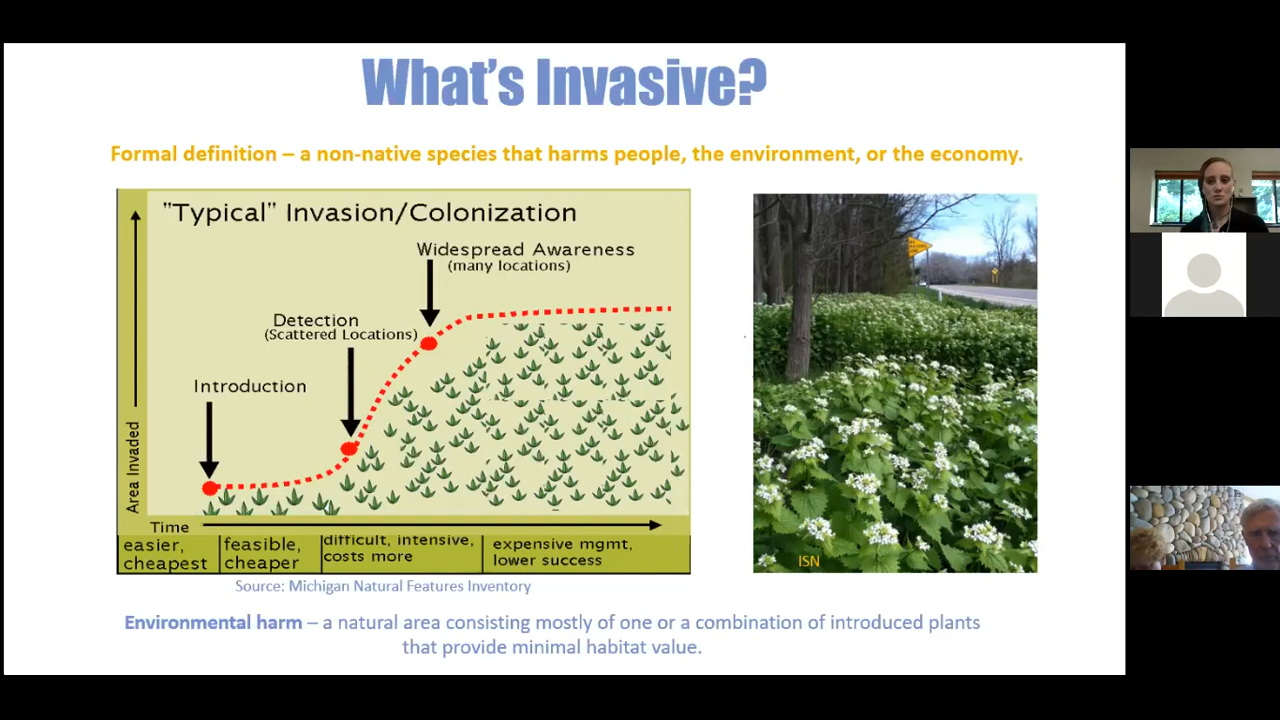 What's Invasive?
Formal definition – a non-native species that harms people, the environment, or the economy.
"Typical" Invasion/Colonization
Widespread Awareness
(many locations)
Detection
(Scattered Locations)
Introduction
Area Invaded
Time
easier,
cheapest
feasible,
cheaper
difficult, intensive,
costs more
expensive mgmt,
lower success
ISN
Source: Michigan Natural Features Inventory
Environmental harm – a natural area consisting mostly of one or a combination of introduced plants
that provide minimal habitat value.